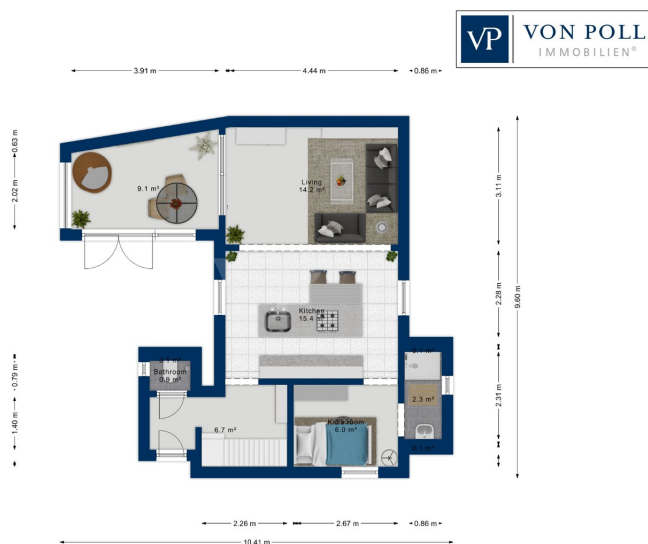 VP
VON POLL
IMMOBILIEN®
3.91 m
4.44 m
0.86 m
0.63 m
2.02 m
0.79 m
1.40 m
3.11 m
2.28 m
2.31 m
9.60 m
9.1 m²
Living
14.2 m²
Kitchen
15.4
Bathroom
0.9 m²
2.3 m²
6.7 m²
6.0 m²
2.26 m
2.67 m
0.86 m
10.41 m